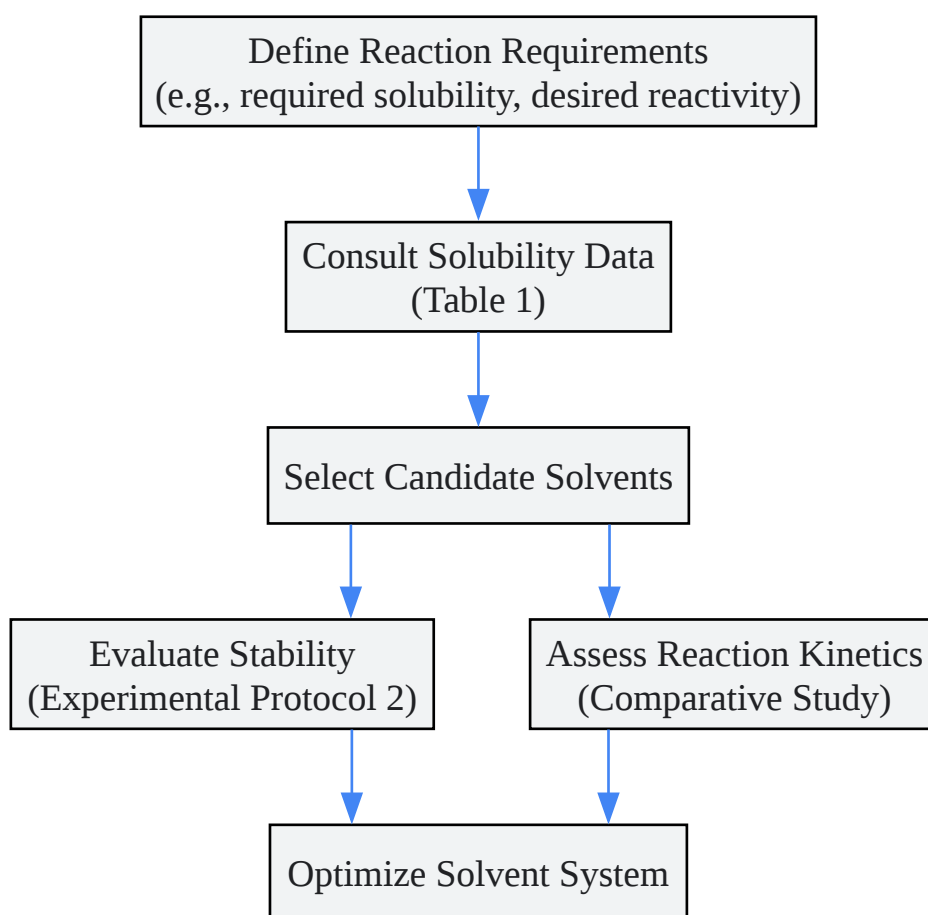 Define Reaction Requirements
(e.g., required solubility, desired reactivity)
Consult Solubility Data
(Table 1)
Select Candidate Solvents
Evaluate Stability
(Experimental Protocol 2)
Assess Reaction Kinetics
(Comparative Study)
Optimize Solvent System